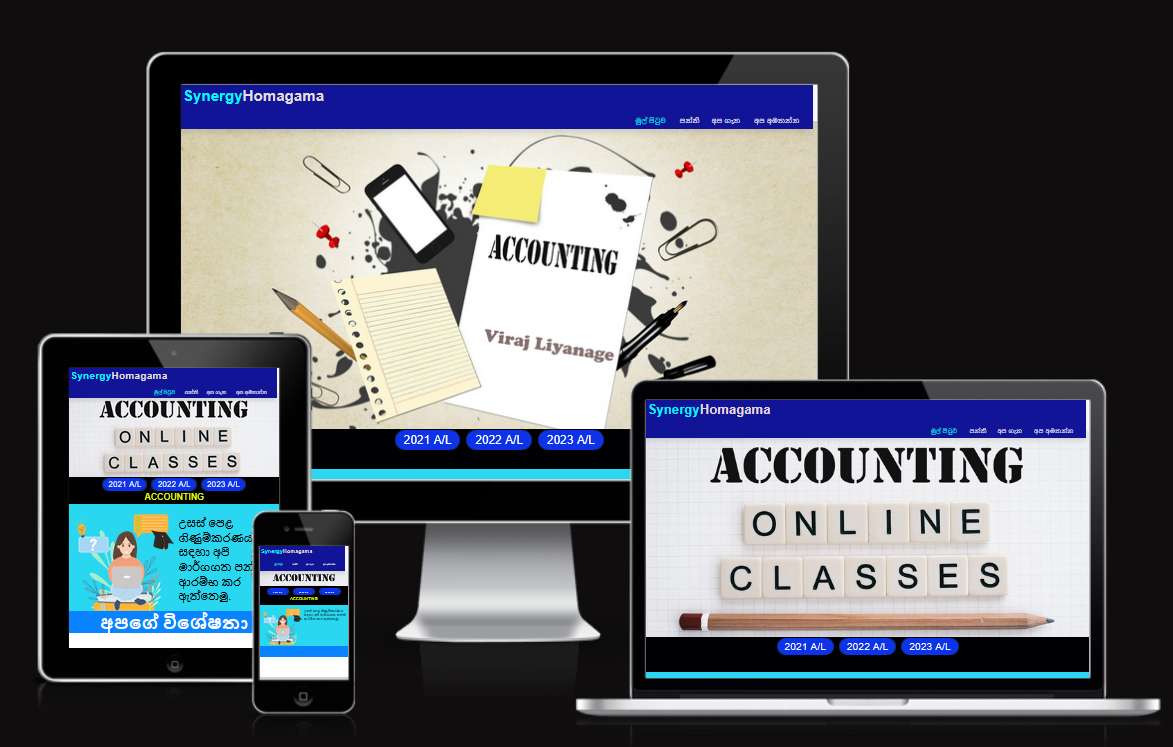 SynergyHomagama
මුල් පිටුව පන්ති අප ගැන අප අමතන්න
ACCOUNTING
Viraj Liyanage
2021 A/L 2022 A/L 2023 A/L
SynergyHomagama
මුල් පිටුව පන්ති අප ගැන අප අමතන්න
ACCOUNTING
ONLINE
CLASSES
2021 A/L 2022 A/L 2023 A/L
ACCOUNTING
උසස් පෙළ
ගිණුම්කරණය
සඳහා අපි
මාර්ගගත පන්
ආරම්භ කර
ඇත්තෙමු.
අපගේ විශේෂතා
SynergyHomagama
ACCOUNTING
ACCOUNTING
SynergyHomagama
මුල් පිටුව පන්ති අප ගැන අප අමතන්න
ACCOUNTING
ONLINE
CLASSES
2021 A/L 2022 A/L 2023 A/L